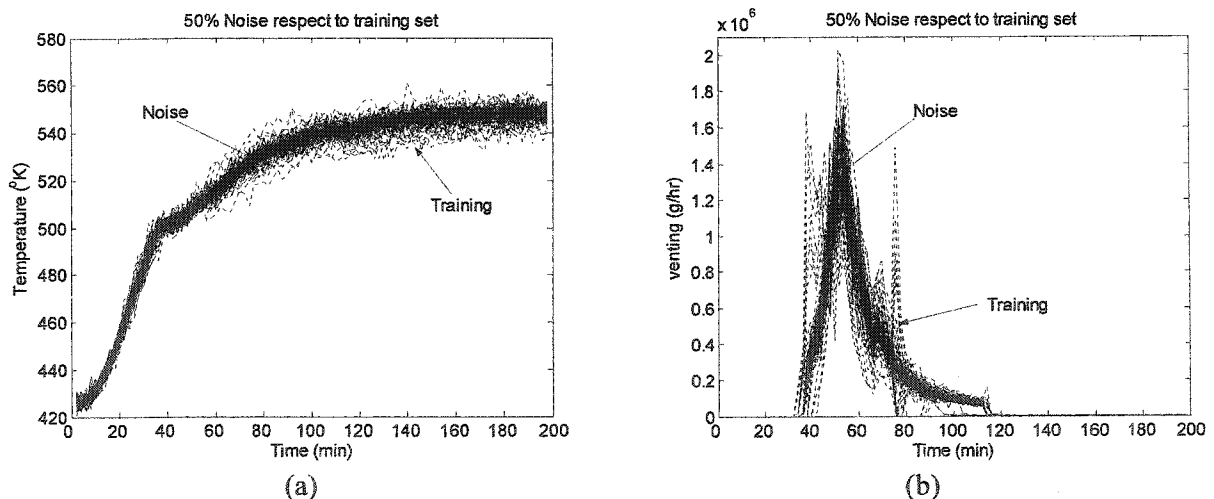 50% Noise respect to training set
580
560
540
520
500
480
460
440
420
Temperature (°K)
Noise
Training
0 20 40 60 80 100 120 140 160 180 200
Time (min)
(a)
50% Noise respect to training set
x 10^6
2
1.8
1.6
1.4
1.2
1
0.8
0.6
0.4
0.2
0
venting (g/hr)
Noise
Training
0 20 40 60 80 100 120 140 160 180 200
Time (min)
(b)